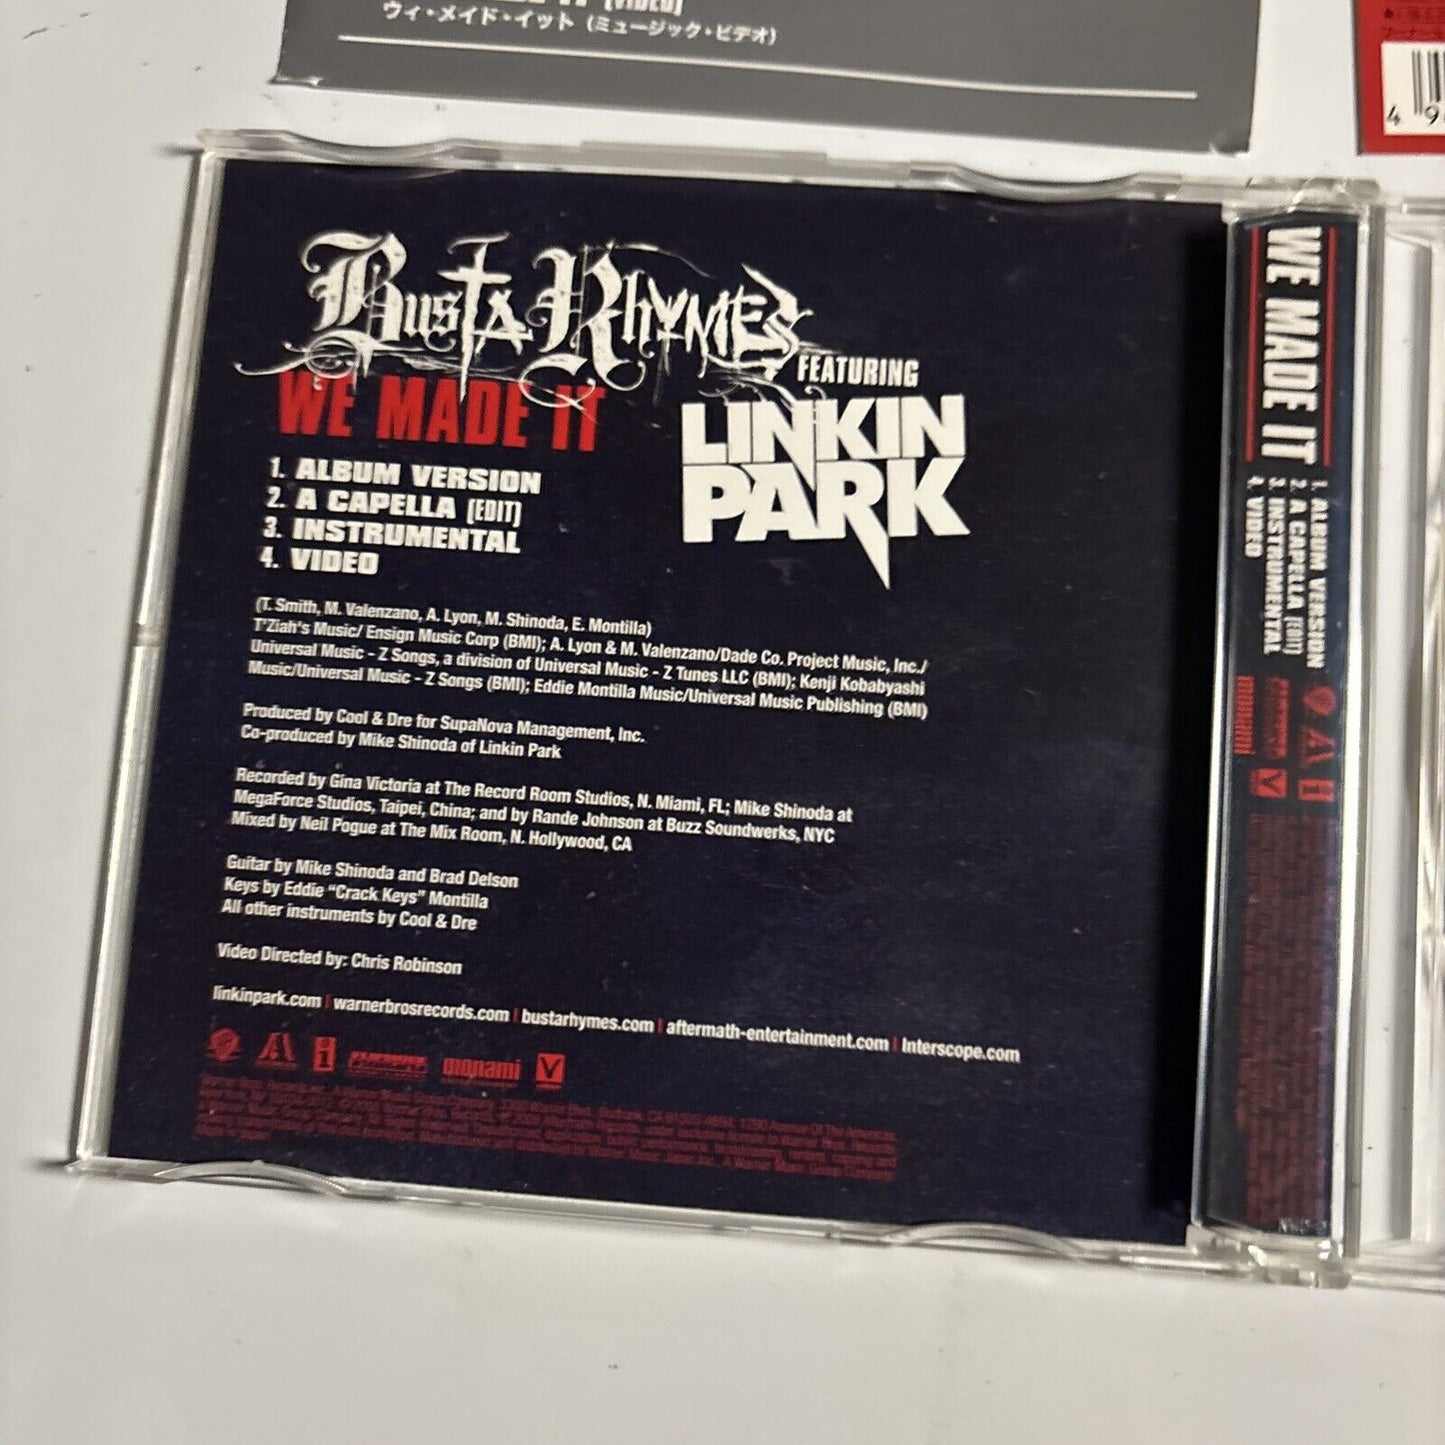 [VIDEO]
ウィ・メイド・イット (ミュージック・ビデオ)
4 9
BUSTA RHYMES
FEATURING
WE MADE IT
LINKIN
PARK
1. ALBUM VERSION
2. A CAPELLA [EDIT]
3. INSTRUMENTAL
4. VIDEO
(T. Smith, M. Valenzano, A. Lyon, M. Shinoda, E. Montilla)
T'Ziah's Music/ Ensign Music Corp (BMI); A. Lyon & M. Valenzano/Dade Co. Project Music, Inc./
Universal Music - Z Songs, a division of Universal Music - Z Tunes LLC (BMI); Kenji Kobabyashi
Music/Universal Music - Z Songs (BMI); Eddie Montilla Music/Universal Music Publishing (BMI)
Produced by Cool & Dre for SupaNova Management, Inc.
Co-produced by Mike Shinoda of Linkin Park
Recorded by Gina Victoria at The Record Room Studios, N. Miami, FL; Mike Shinoda at
MegaForce Studios, Taipei, China; and by Rande Johnson at Buzz Soundwerks, NYC
Mixed by Neil Pogue at The Mix Room, N. Hollywood, CA
Guitar by Mike Shinoda and Brad Delson
Keys by Eddie “Crack Keys” Montilla
All other instruments by Cool & Dre
Video Directed by: Chris Robinson
linkinpark.com | warnerbrosrecords.com | bustarhymes.com | aftermath-entertainment.com | Interscope.com
WE MADE IT
1. ALBUM VERSION
2. A CAPELLA [EDIT]
3. INSTRUMENTAL
4. VIDEO